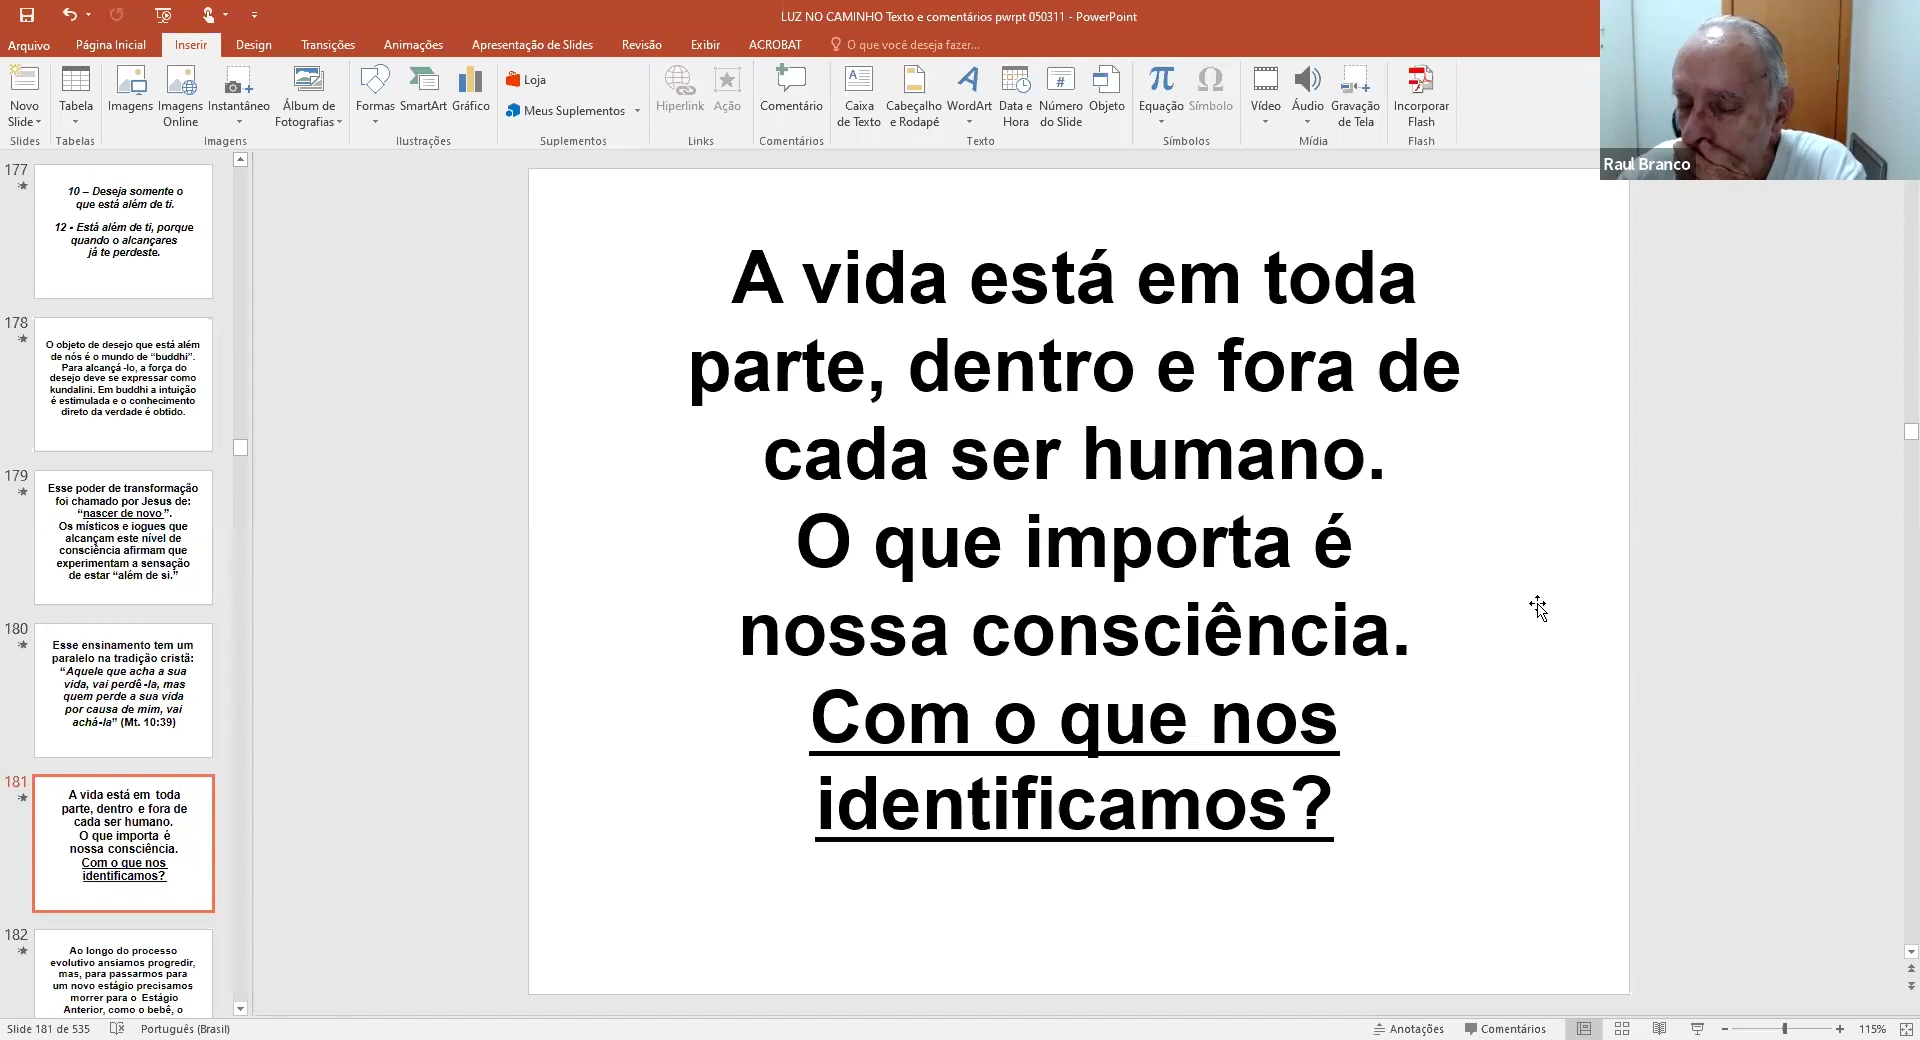 LUZ NO CAMINHO Texto e comentários pwrpt 050311 - PowerPoint
Arquivo Página Inicial Inserir Design Transições Animações Apresentação de Slides Revisão Exibir ACROBAT O que você deseja fazer...
Novo Slide
Tabela
Imagens
Imagens Online
Instantâneo
Álbum de Fotografias
Formas
SmartArt
Gráfico
Loja
Meus Suplementos
Hiperlink
Ação
Comentário
Caixa de Texto
Cabeçalho e Rodapé
WordArt
Data e Hora
Número do Slide
Objeto
Equação
Símbolo
Vídeo
Áudio
Gravação de Tela
Incorporar Flash
Slides Tabelas Imagens Ilustrações Suplementos Links Comentários Texto Símbolos Mídia Flash
Raul Branco
177
10 – Deseja somente o
que está além de ti.
12 - Está além de ti, porque
quando o alcançares
já te perdeste.
178
O objeto de desejo que está além
de nós é o mundo de “buddhi”.
Para alcançá -lo, a força do
desejo deve se expressar como
kundalini. Em buddhi a intuição
é estimulada e o conhecimento
direto da verdade é obtido.
179
Esse poder de transformação
foi chamado por Jesus de:
“nascer de novo ”.
Os místicos e iogues que
alcançam este nível de
consciência afirmam que
experimentam a sensação
de estar “além de si.”
180
Esse ensinamento tem um
paralelo na tradição cristã:
“Aquele que acha a sua
vida, vai perdê -la, mas
quem perde a sua vida
por causa de mim, vai
achá-la” (Mt. 10:39)
181
A vida está em toda
parte, dentro e fora de
cada ser humano.
O que importa é
nossa consciência.
Com o que nos
identificamos?
182
Ao longo do processo
evolutivo ansiamos progredir,
mas, para passarmos para
um novo estágio precisamos
morrer para o Estágio
Anterior, como o bebê, o
A vida está em toda
parte, dentro e fora de
cada ser humano.
O que importa é
nossa consciência.
Com o que nos
identificamos?
Slide 181 de 535 Português (Brasil) Anotações Comentários 115%